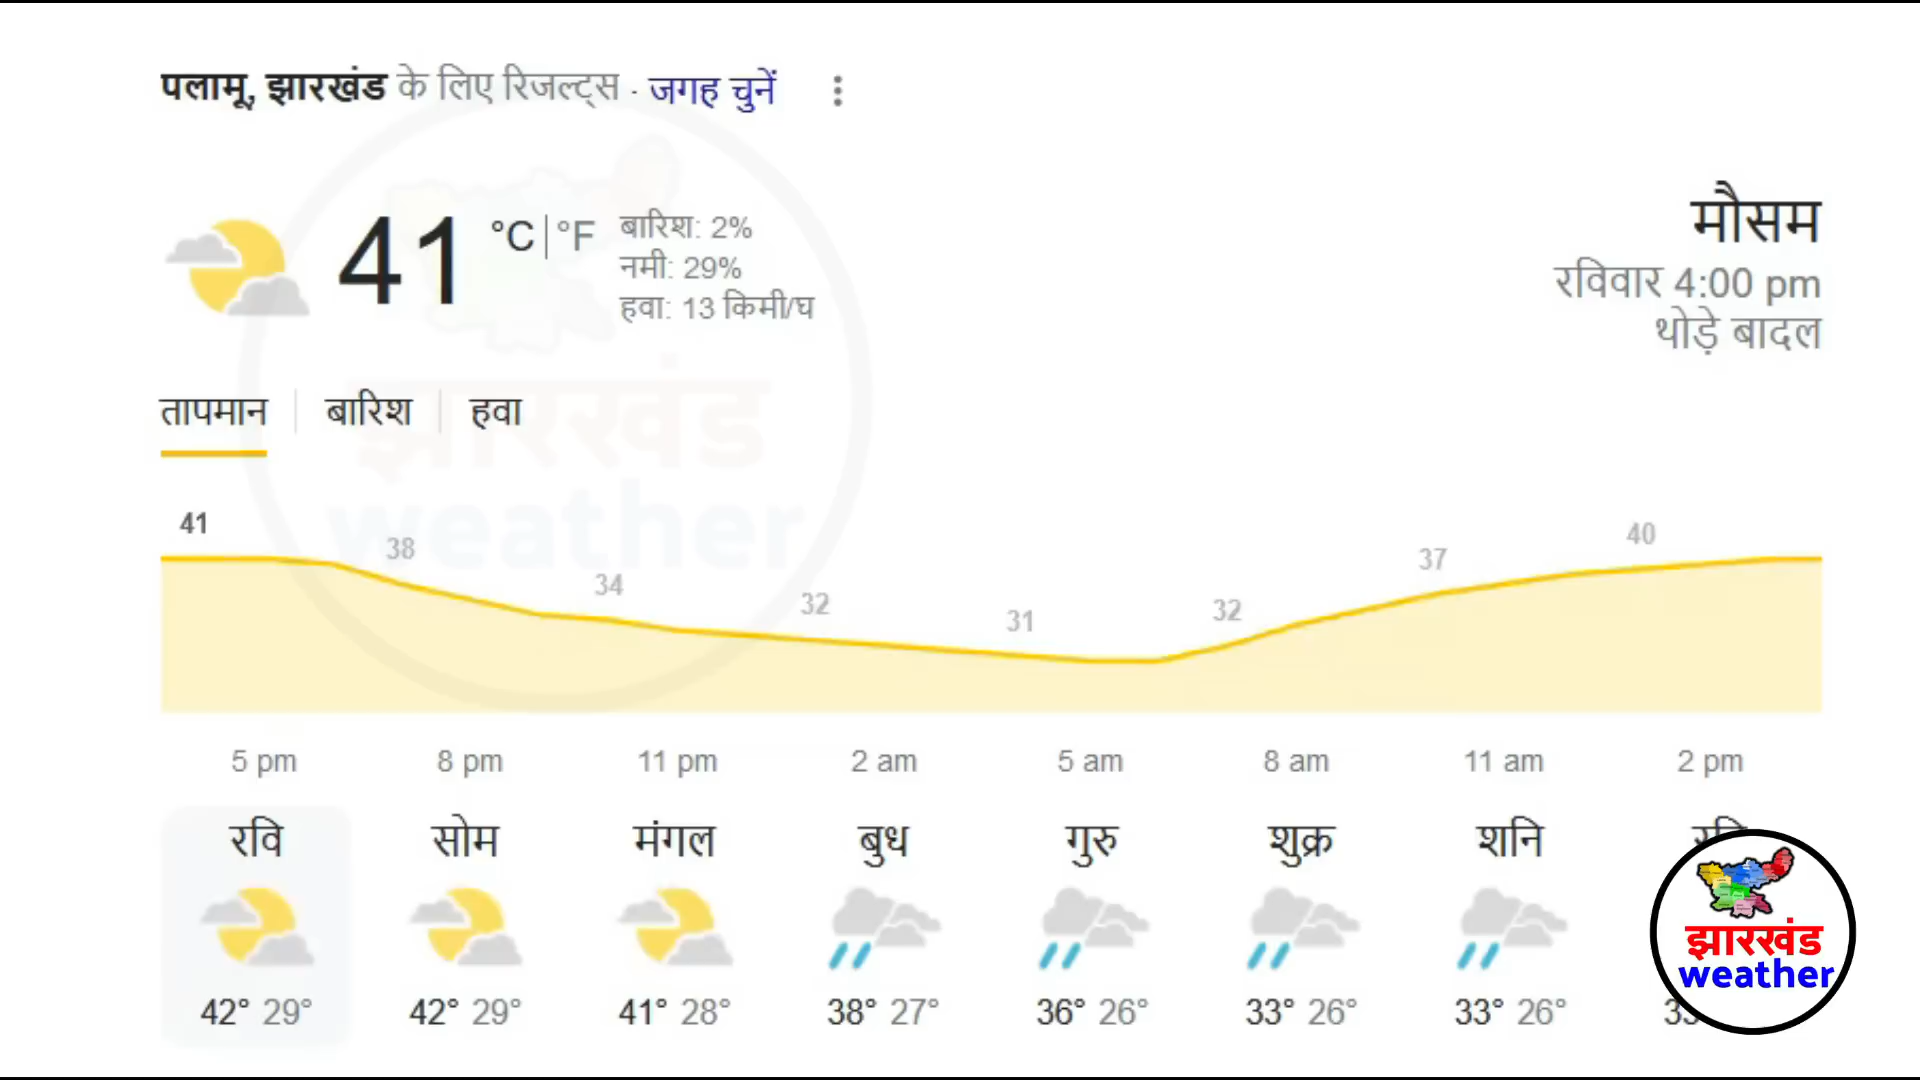 पलामू, झारखंड के लिए रिजल्ट्स · जगह चुनें
41 °C | °F
बारिश: 2%
नमी: 29%
हवा: 13 किमी/घ
मौसम
रविवार 4:00 pm
थोड़े बादल
तापमान
बारिश
हवा
झारखंड
weather
41 38 34 32 31 32 37 40
5 pm 8 pm 11 pm 2 am 5 am 8 am 11 am 2 pm
रवि सोम मंगल बुध गुरु शुक्र शनि
42° 29° 42° 29° 41° 28° 38° 27° 36° 26° 33° 26° 33° 26°
झारखंड
weather